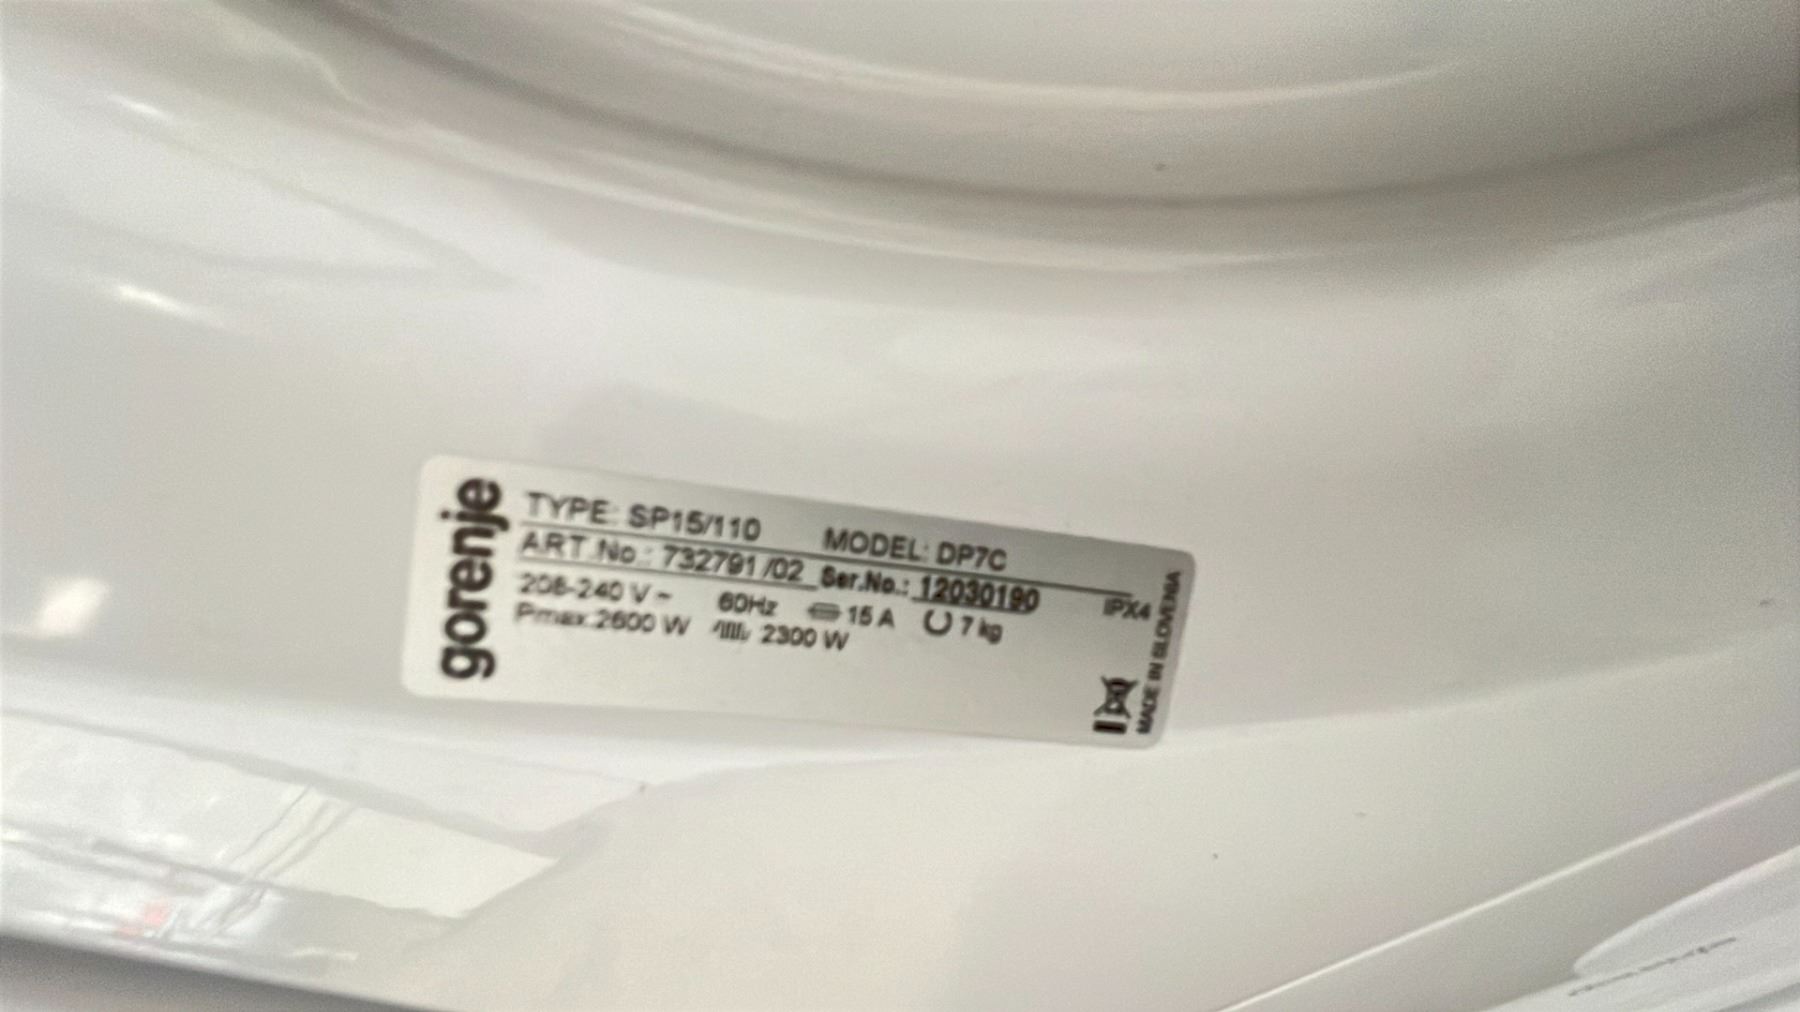 gorenje
TYPE: SP15/110 MODEL: DP7C
ART.No.: 732791/02 Ser.No.: 12030190
208-240 V ~ 60Hz 15 A 7 kg IPX4
Pmax:2600 W 2300 W
MADE IN SLOVENIA